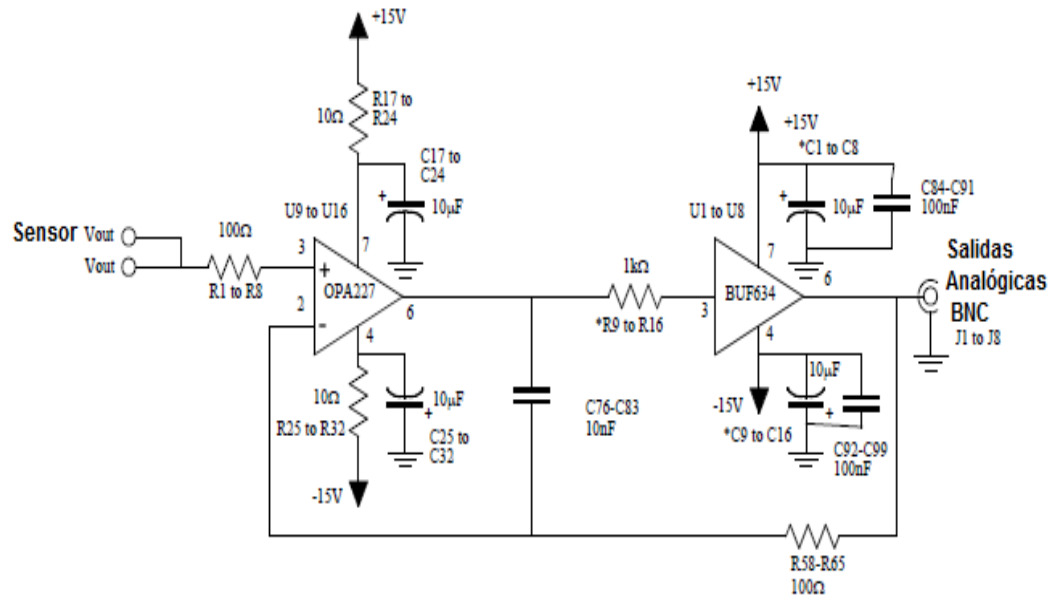 +15V
10Ω
R17 to
R24
C17 to
C24
+
10µF
U9 to U16
7
Sensor
Vout
Vout
100Ω
R1 to R8
3
+
OPA227
2
-
6
4
10Ω
R25 to R32
10µF
+
C25 to
C32
-15V
C76-C83
10nF
1kΩ
*R9 to R16
+15V
+15V
*C1 to C8
+
10µF
C84-C91
100nF
U1 to U8
7
3
BUF634
6
4
-15V
*C9 to C16
10µF
+
C92-C99
100nF
Salidas
Analógicas
BNC
J1 to J8
R58-R65
100Ω